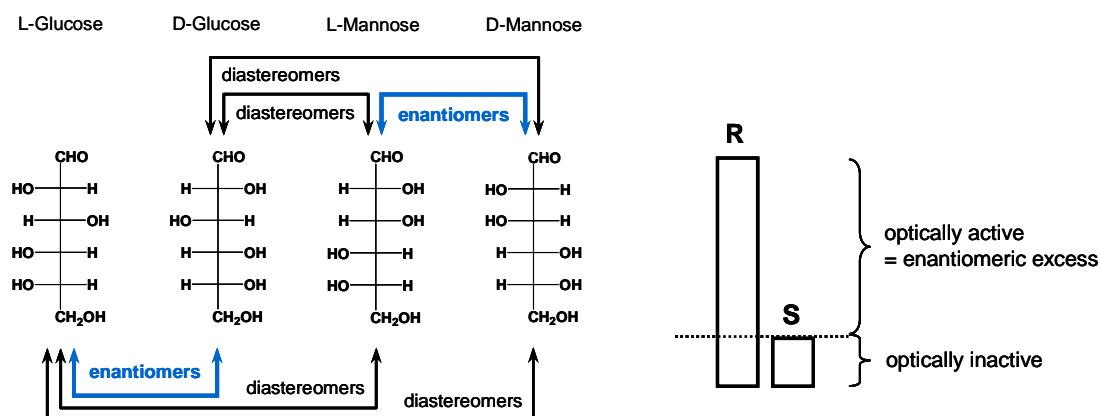 L-Glucose D-Glucose L-Mannose D-Mannose
diastereomers
diastereomers enantiomers
CHO CHO CHO CHO
HO H H OH H OH HO H
H OH HO H H OH HO H
HO H H OH HO H H OH
HO H H OH HO H H OH
CH2OH CH2OH CH2OH CH2OH
enantiomers
diastereomers
diastereomers
R
S
optically active
= enantiomeric excess
optically inactive